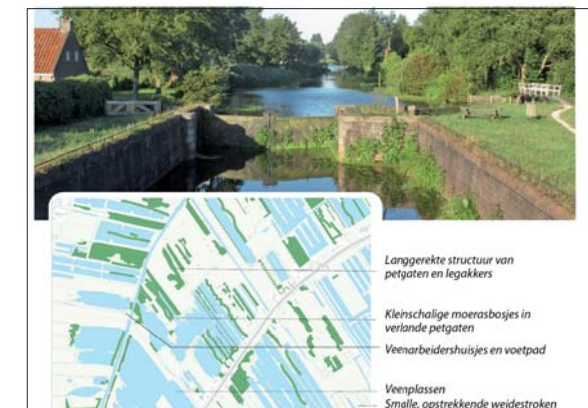 Langgerekte structuur van
petgaten en legakkers
Kleinschalige moerasbosjes in
verlande petgaten
Veenarbeidershuisjes en voetpad
Veenplassen
Smalle, opstrekkende weidestroken